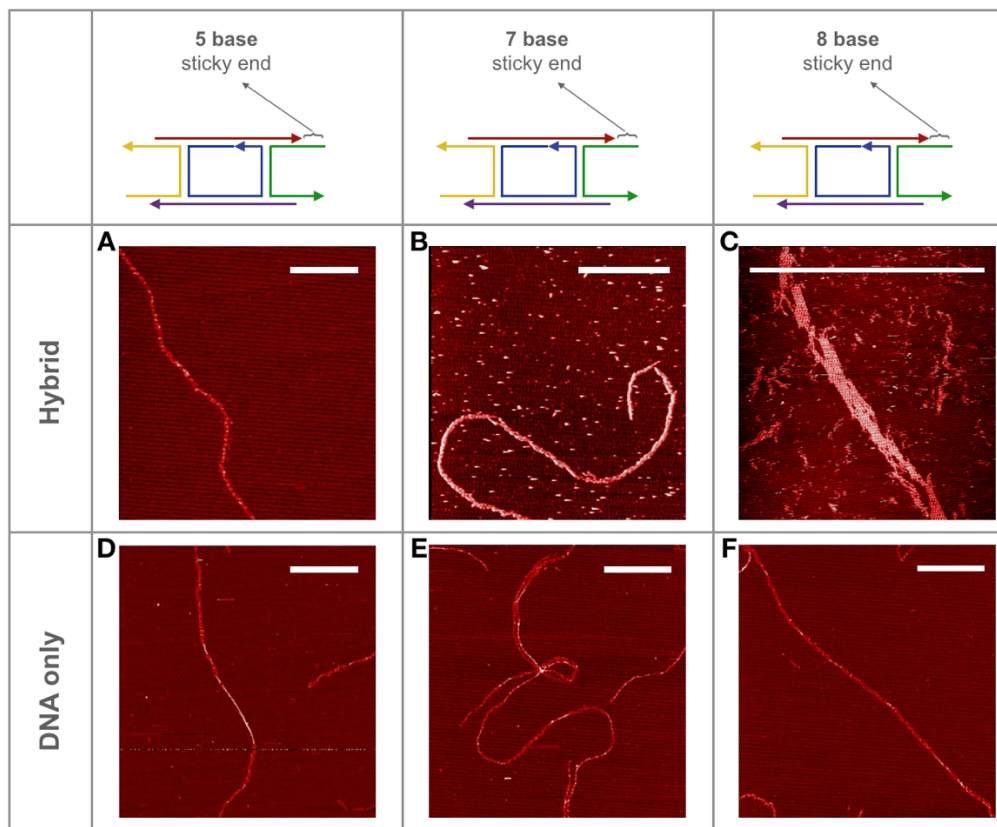 5 base
sticky end
7 base
sticky end
8 base
sticky end
Hybrid
A
B
C
DNA only
D
E
F